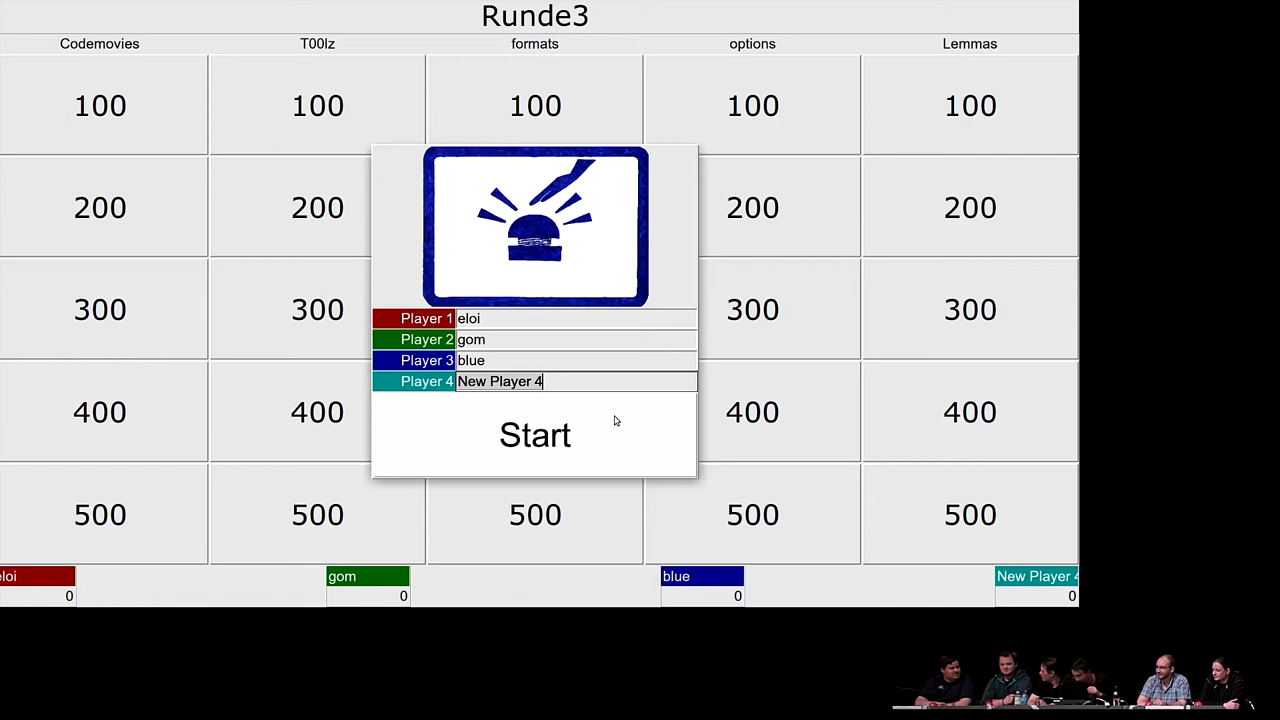 Runde3
Codemovies T00lz formats options Lemmas
100 100 100 100 100
200 200 200 200
300 300 300 300
Player 1 eloi
Player 2 gom
Player 3 blue
Player 4 New Player 4
400 400 400 400
Start
500 500 500 500 500
eloi gom blue New Player 4
0 0 0 0